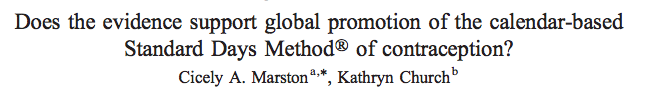 Does the evidence support global promotion of the calendar-based
Standard Days Method® of contraception?
Cicely A. Marston a,*, Kathryn Church b